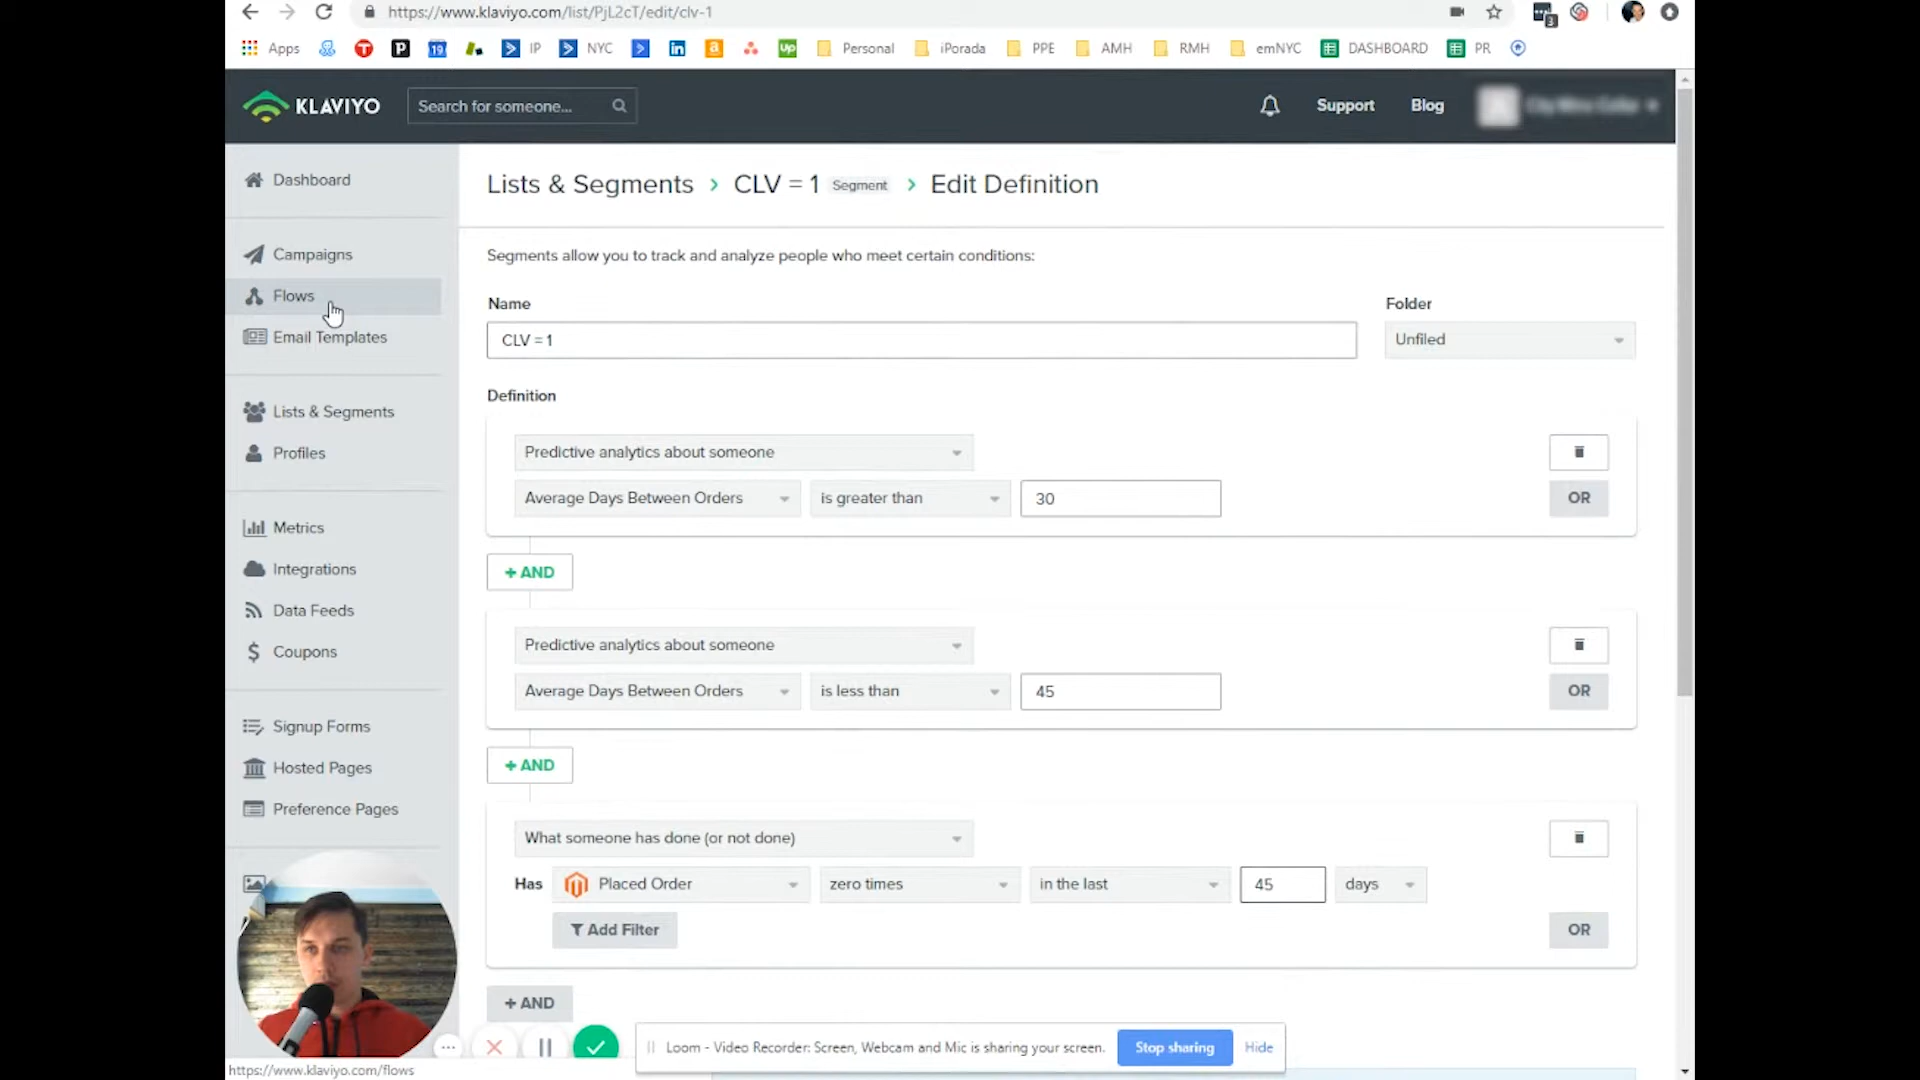 https://www.klaviyo.com/list/PjL2cT/edit/clv-1
3
Apps
19
IP
NYC
in
a
up
Personal
iPorada
PPE
AMH
RMH
emNYC
DASHBOARD
PR
KLAVIYO
Search for someone...
Support
Blog
Dashboard
Campaigns
Flows
Email Templates
Lists & Segments
Profiles
Metrics
Integrations
Data Feeds
Coupons
Signup Forms
Hosted Pages
Preference Pages
Lists & Segments › CLV = 1 Segment › Edit Definition
Segments allow you to track and analyze people who meet certain conditions:
Name
Folder
CLV = 1
Unfiled
Definition
Predictive analytics about someone
Average Days Between Orders is greater than 30
OR
+ AND
Predictive analytics about someone
Average Days Between Orders is less than 45
OR
+ AND
What someone has done (or not done)
Has Placed Order zero times in the last 45 days
Add Filter
OR
+ AND
Loom - Video Recorder: Screen, Webcam and Mic is sharing your screen.
Stop sharing
Hide
https://www.klaviyo.com/flows